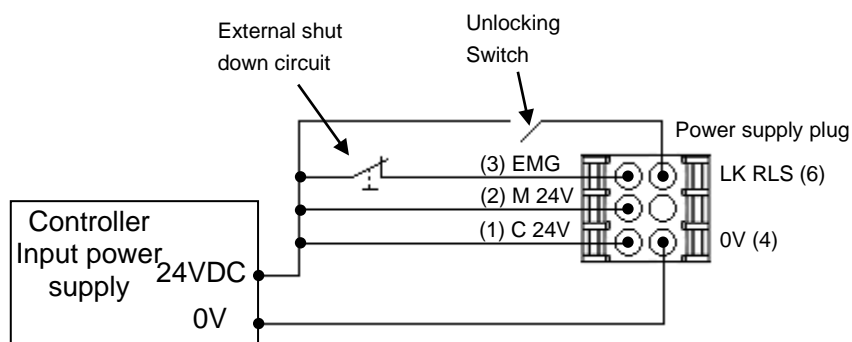 External shut
down circuit
Unlocking
Switch
Power supply plug
(3) EMG
LK RLS (6)
(2) M 24V
(1) C 24V
0V (4)
Controller
Input power
supply
24VDC
0V